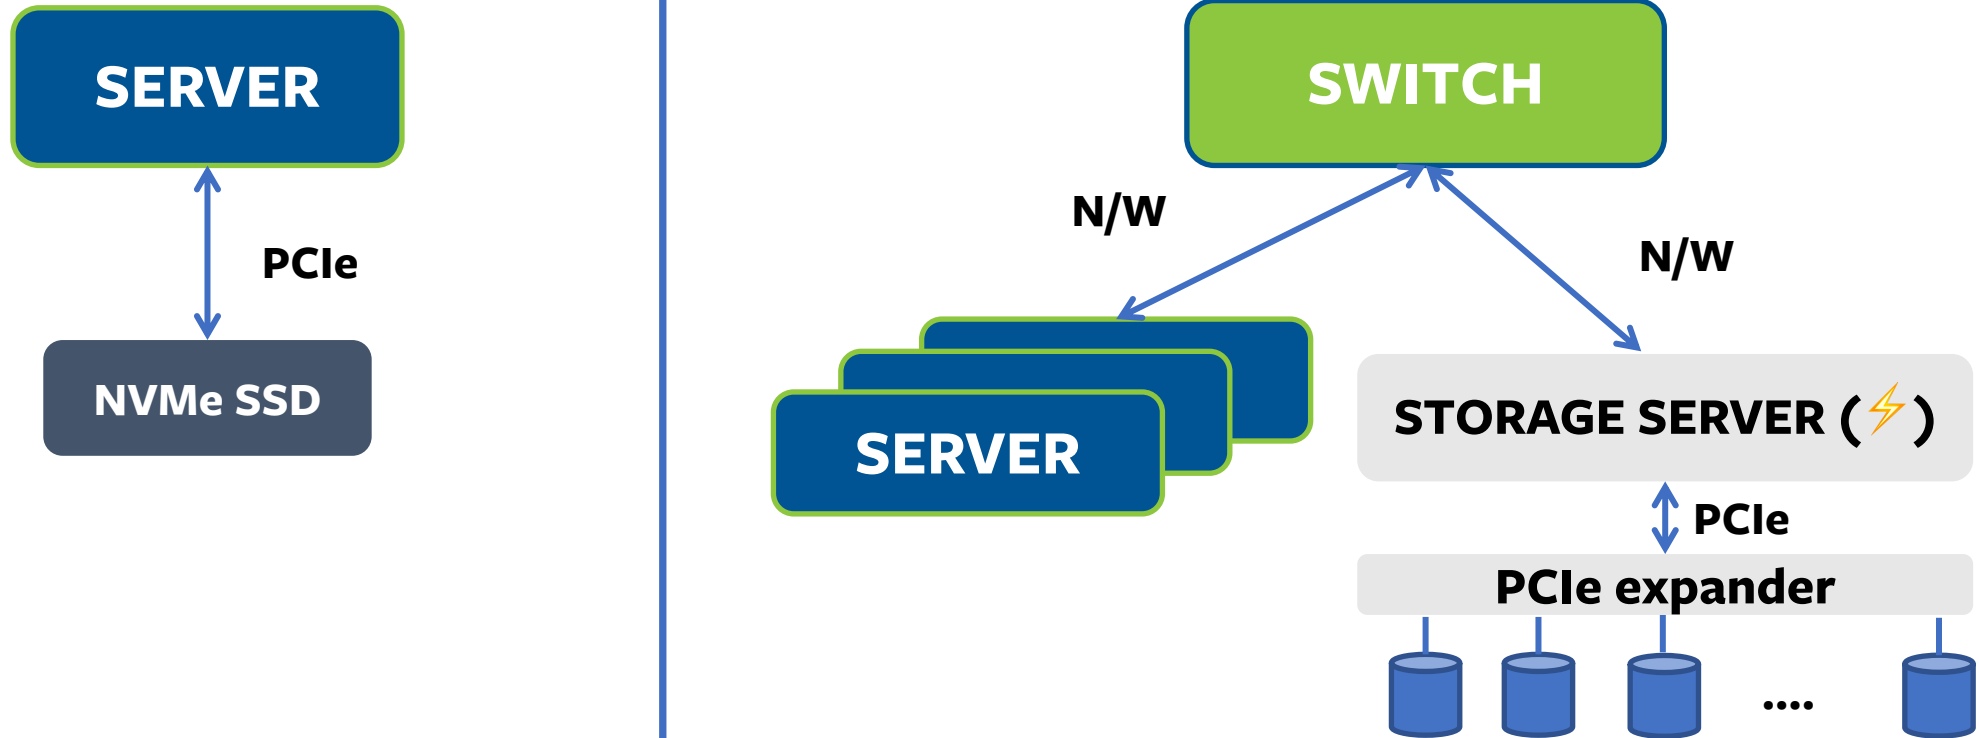 SERVER
PCIe
NVMe SSD
SWITCH
N/W
N/W
SERVER
STORAGE SERVER (⚡)
PCIe
PCIe expander
....